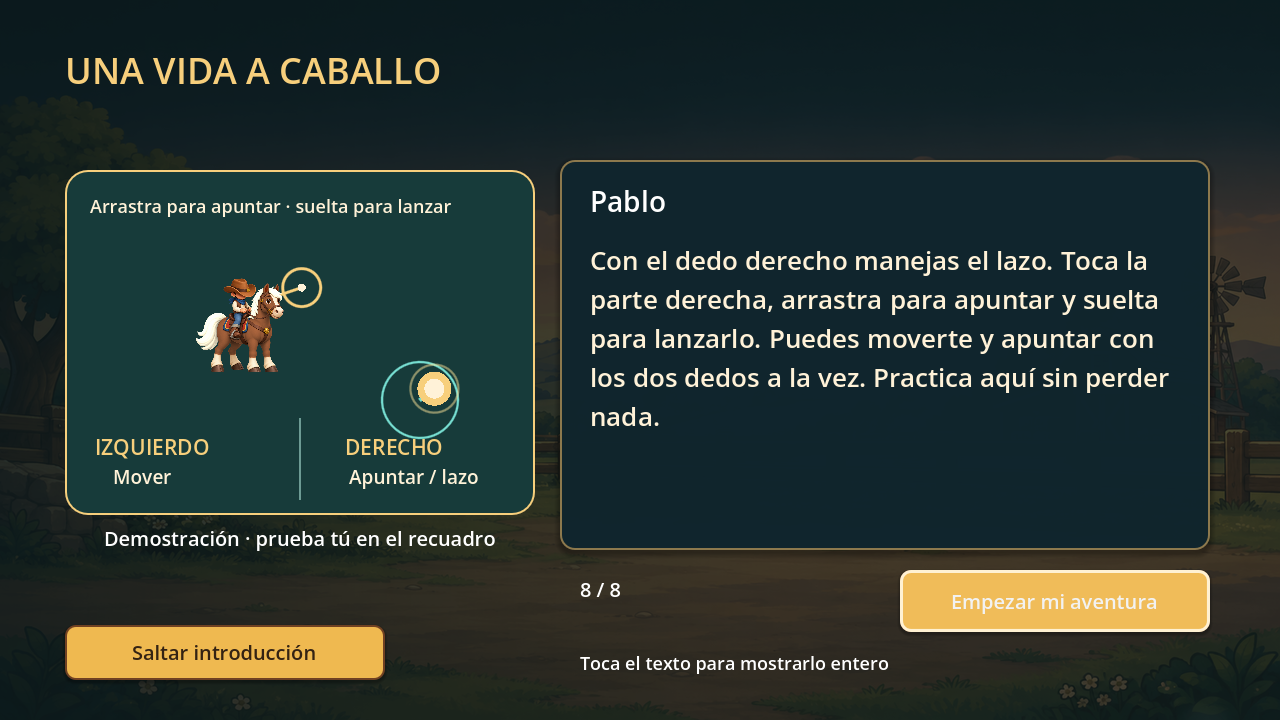 UNA VIDA A CABALLO
Arrastra para apuntar · suelta para lanzar
IZQUIERDO
Mover
DERECHO
Apuntar / lazo
Demostración · prueba tú en el recuadro
Saltar introducción
Pablo
Con el dedo derecho manejas el lazo. Toca la
parte derecha, arrastra para apuntar y suelta
para lanzarlo. Puedes moverte y apuntar con
los dos dedos a la vez. Practica aquí sin perder
nada.
8 / 8
Empezar mi aventura
Toca el texto para mostrarlo entero